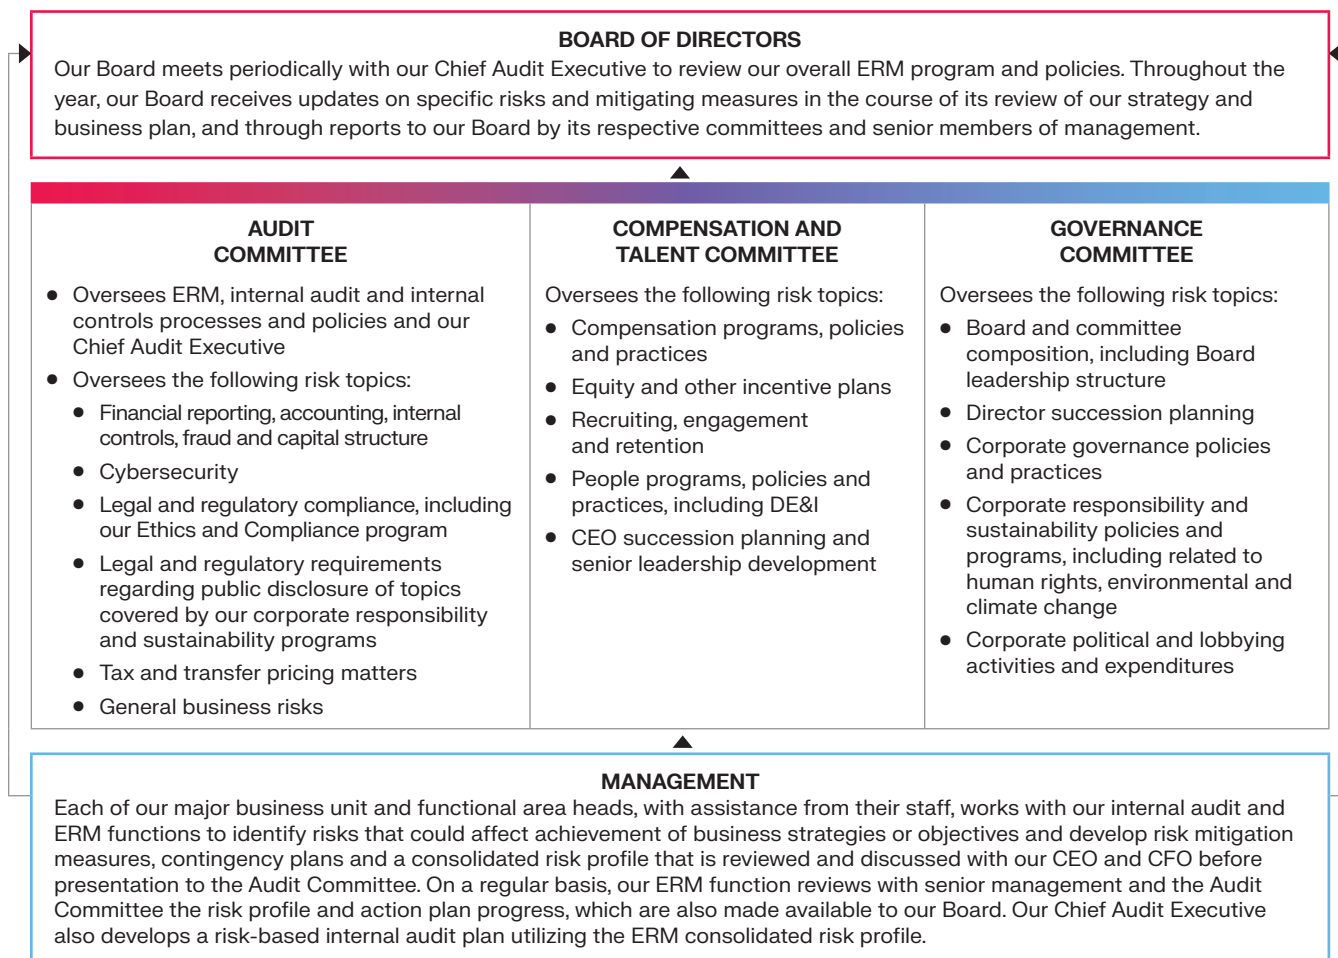 BOARD OF DIRECTORS
Our Board meets periodically with our Chief Audit Executive to review our overall ERM program and policies. Throughout the
year, our Board receives updates on specific risks and mitigating measures in the course of its review of our strategy and
business plan, and through reports to our Board by its respective committees and senior members of management.
AUDIT
COMMITTEE
• Oversees ERM, internal audit and internal
controls processes and policies and our
Chief Audit Executive
• Oversees the following risk topics:
• Financial reporting, accounting, internal
controls, fraud and capital structure
• Cybersecurity
• Legal and regulatory compliance, including
our Ethics and Compliance program
• Legal and regulatory requirements
regarding public disclosure of topics
covered by our corporate responsibility
and sustainability programs
• Tax and transfer pricing matters
• General business risks
COMPENSATION AND
TALENT COMMITTEE
Oversees the following risk topics:
• Compensation programs, policies
and practices
• Equity and other incentive plans
• Recruiting, engagement
and retention
• People programs, policies and
practices, including DE&I
• CEO succession planning and
senior leadership development
GOVERNANCE
COMMITTEE
Oversees the following risk topics:
• Board and committee
composition, including Board
leadership structure
• Director succession planning
• Corporate governance policies
and practices
• Corporate responsibility and
sustainability policies and
programs, including related to
human rights, environmental and
climate change
• Corporate political and lobbying
activities and expenditures
MANAGEMENT
Each of our major business unit and functional area heads, with assistance from their staff, works with our internal audit and
ERM functions to identify risks that could affect achievement of business strategies or objectives and develop risk mitigation
measures, contingency plans and a consolidated risk profile that is reviewed and discussed with our CEO and CFO before
presentation to the Audit Committee. On a regular basis, our ERM function reviews with senior management and the Audit
Committee the risk profile and action plan progress, which are also made available to our Board. Our Chief Audit Executive
also develops a risk-based internal audit plan utilizing the ERM consolidated risk profile.